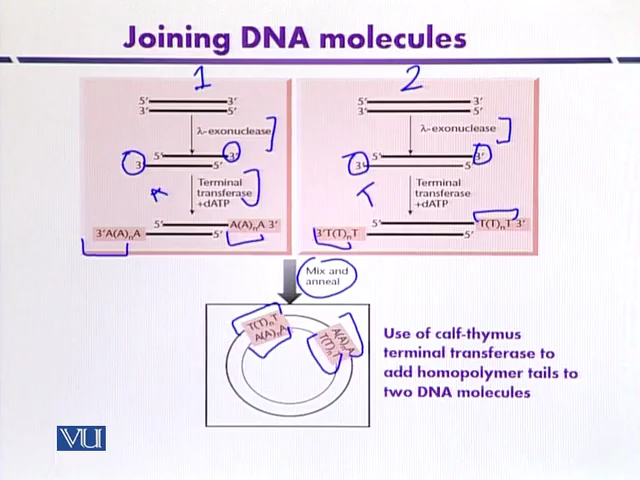 Joining DNA molecules
1
2
5' 3'
3' 5'
5' 3'
3' 5'
λ-exonuclease
λ-exonuclease
5' 3'
3' 5'
5' 3'
3' 5'
A
Terminal
transferase
+dATP
T
Terminal
transferase
+dATP
5' A(A)nA 3'
3'A(A)nA 5'
5' T(T)nT 3'
3'T(T)nT 5'
Mix and
anneal
T(T)nT
A(A)nA
A(A)nA
T(T)nT
Use of calf-thymus
terminal transferase to
add homopolymer tails to
two DNA molecules
VU